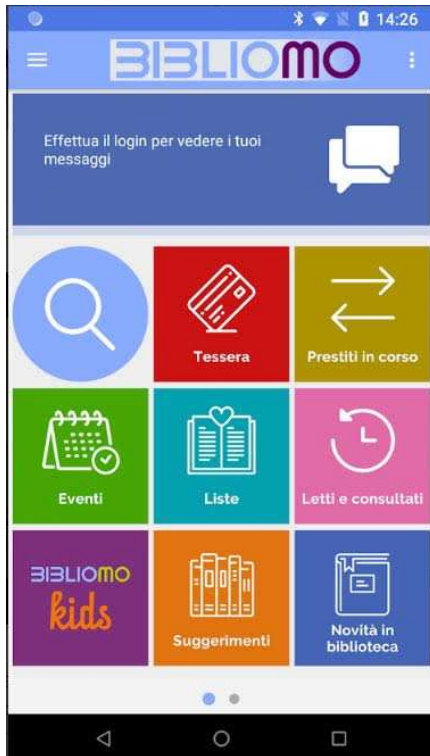 14:26
BIBLIOMO
Effettua il login per vedere i tuoi
messaggi
Tessera
Prestiti in corso
Eventi
Liste
Letti e consultati
BIBLIOMO
kids
Suggerimenti
Novità in
biblioteca